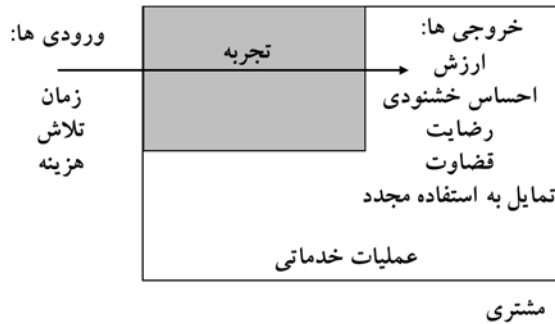 ورودی ها:
زمان
تلاش
هزینه
تجربه
خروجی ها:
ارزش
احساس خشنودی
رضایت
قضاوت
تمایل به استفاده مجدد
عملیات خدماتی
مشتری